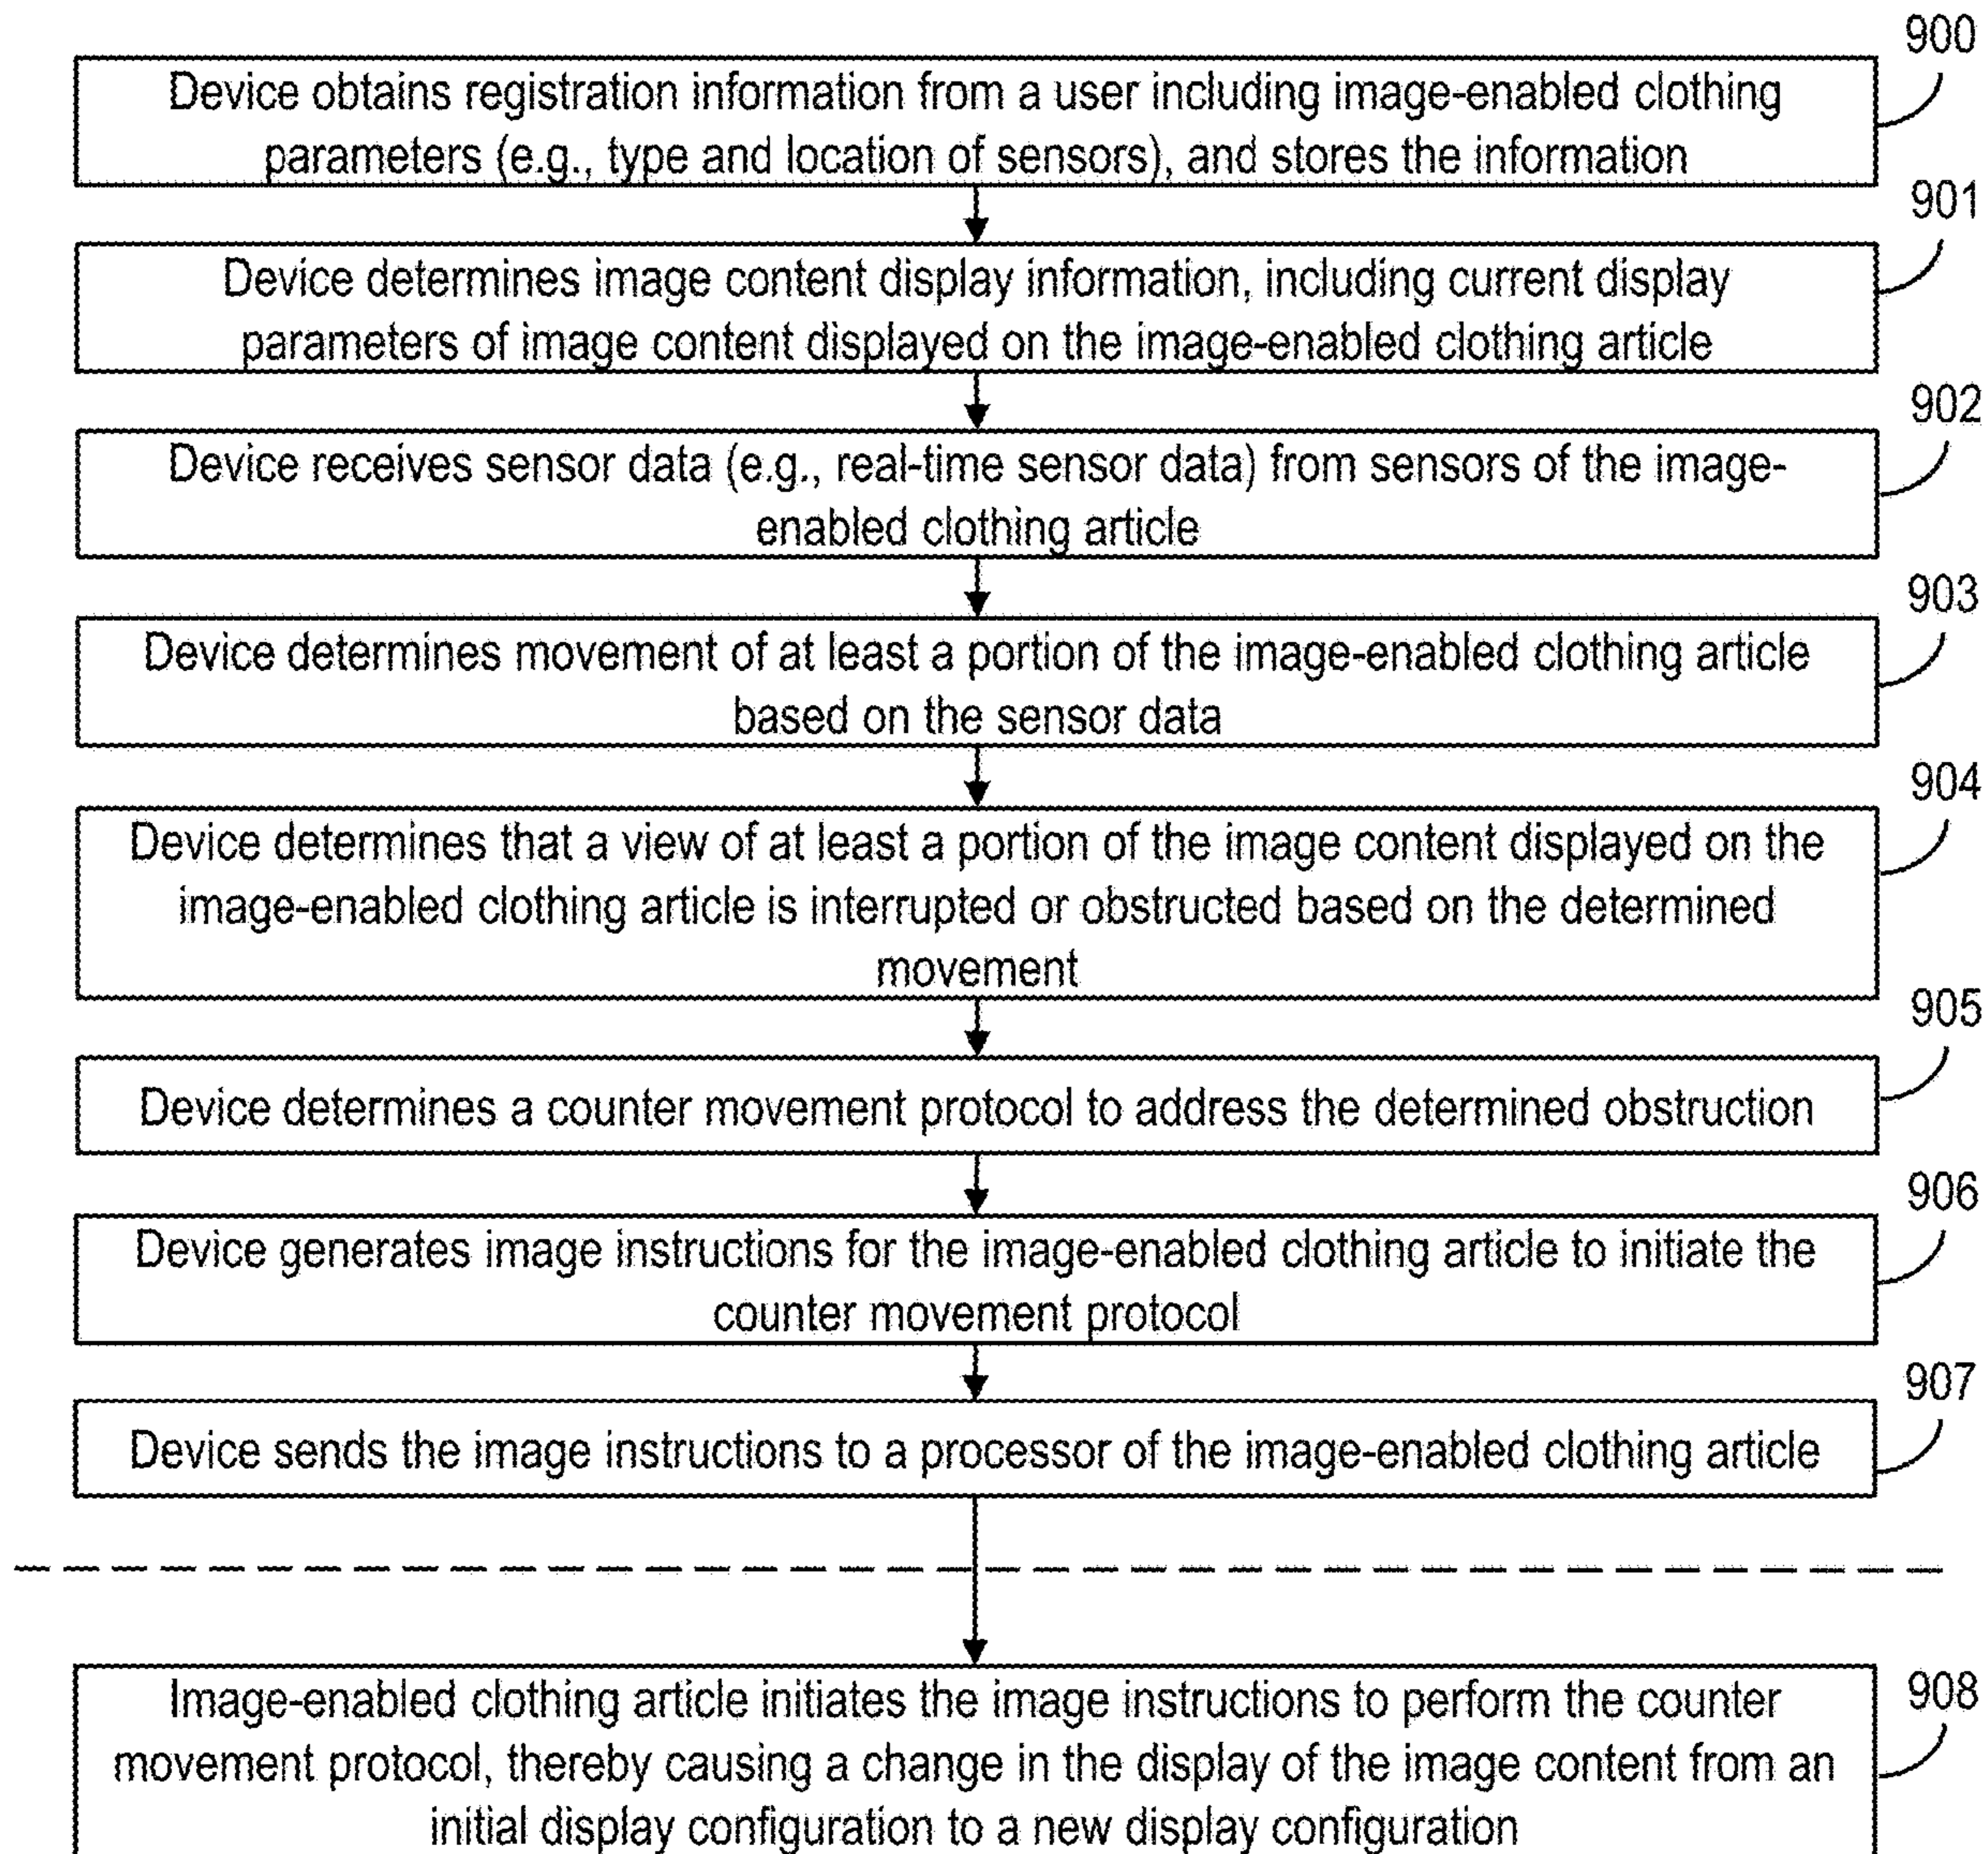 900
Device obtains registration information from a user including image-enabled clothing
parameters (e.g., type and location of sensors), and stores the information
901
Device determines image content display information, including current display
parameters of image content displayed on the image-enabled clothing article
902
Device receives sensor data (e.g., real-time sensor data) from sensors of the image-
enabled clothing article
903
Device determines movement of at least a portion of the image-enabled clothing article
based on the sensor data
904
Device determines that a view of at least a portion of the image content displayed on the
image-enabled clothing article is interrupted or obstructed based on the determined
movement
905
Device determines a counter movement protocol to address the determined obstruction
906
Device generates image instructions for the image-enabled clothing article to initiate the
counter movement protocol
907
Device sends the image instructions to a processor of the image-enabled clothing article
908
Image-enabled clothing article initiates the image instructions to perform the counter
movement protocol, thereby causing a change in the display of the image content from an
initial display configuration to a new display configuration